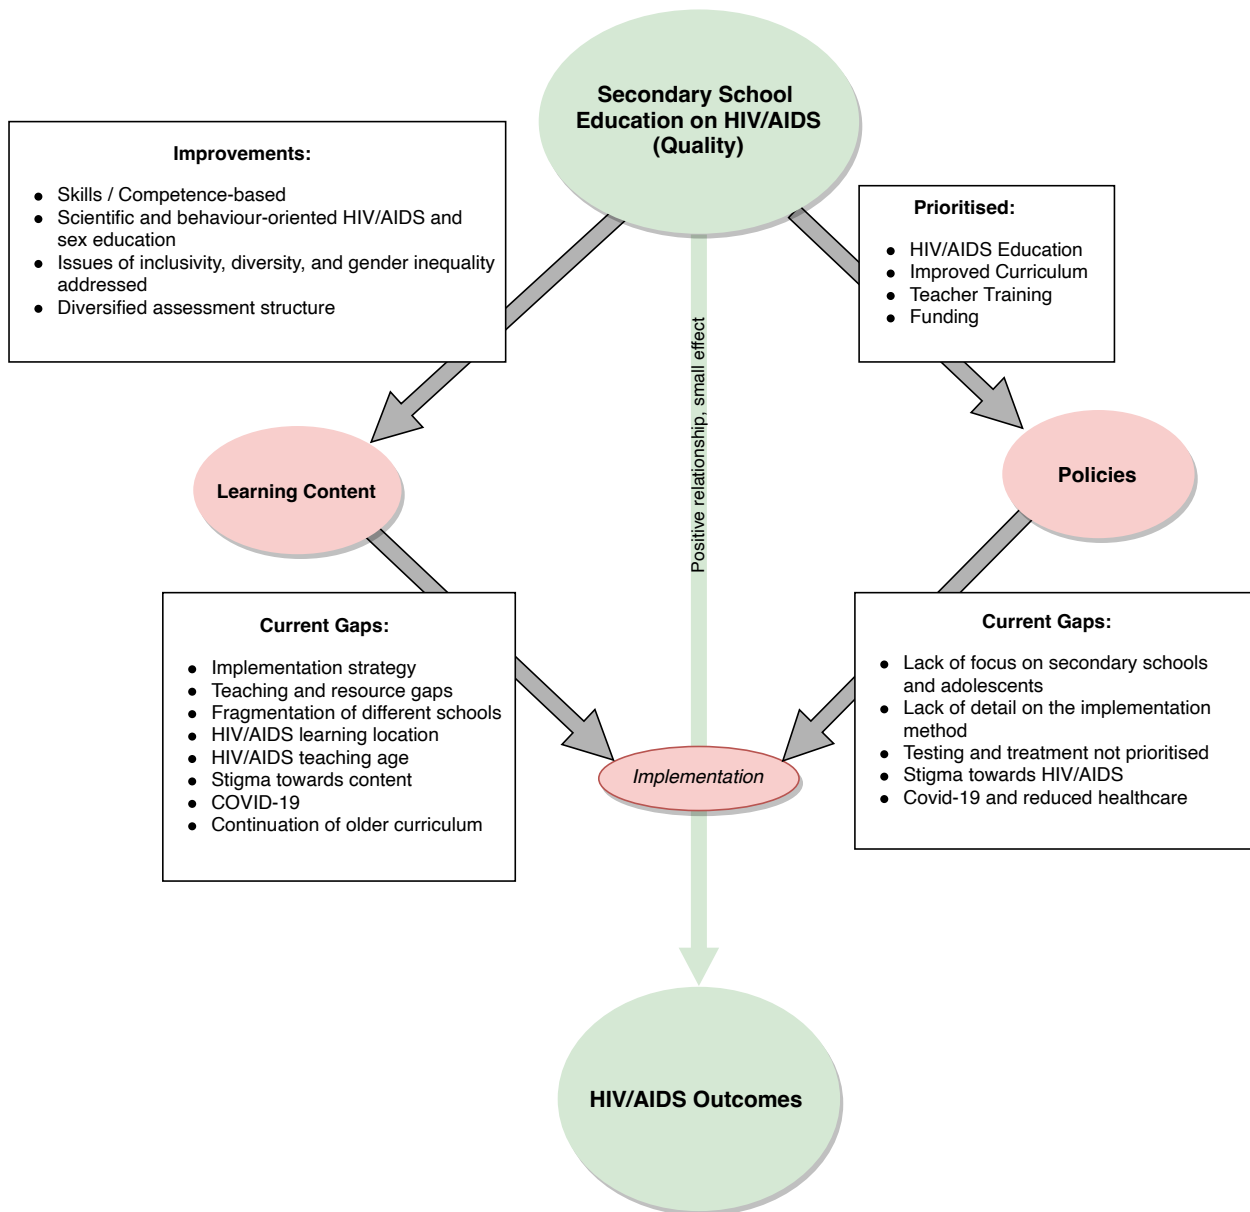 Secondary School
Education on HIV/AIDS
(Quality)
Improvements:
● Skills / Competence-based
● Scientific and behaviour-oriented HIV/AIDS and
sex education
● Issues of inclusivity, diversity, and gender inequality
addressed
● Diversified assessment structure
Prioritised:
● HIV/AIDS Education
● Improved Curriculum
● Teacher Training
● Funding
Positive relationship, small effect
Learning Content
Policies
Current Gaps:
● Implementation strategy
● Teaching and resource gaps
● Fragmentation of different schools
● HIV/AIDS learning location
● HIV/AIDS teaching age
● Stigma towards content
● COVID-19
● Continuation of older curriculum
Implementation
Current Gaps:
● Lack of focus on secondary schools
and adolescents
● Lack of detail on the implementation
method
● Testing and treatment not prioritised
● Stigma towards HIV/AIDS
● Covid-19 and reduced healthcare
HIV/AIDS Outcomes